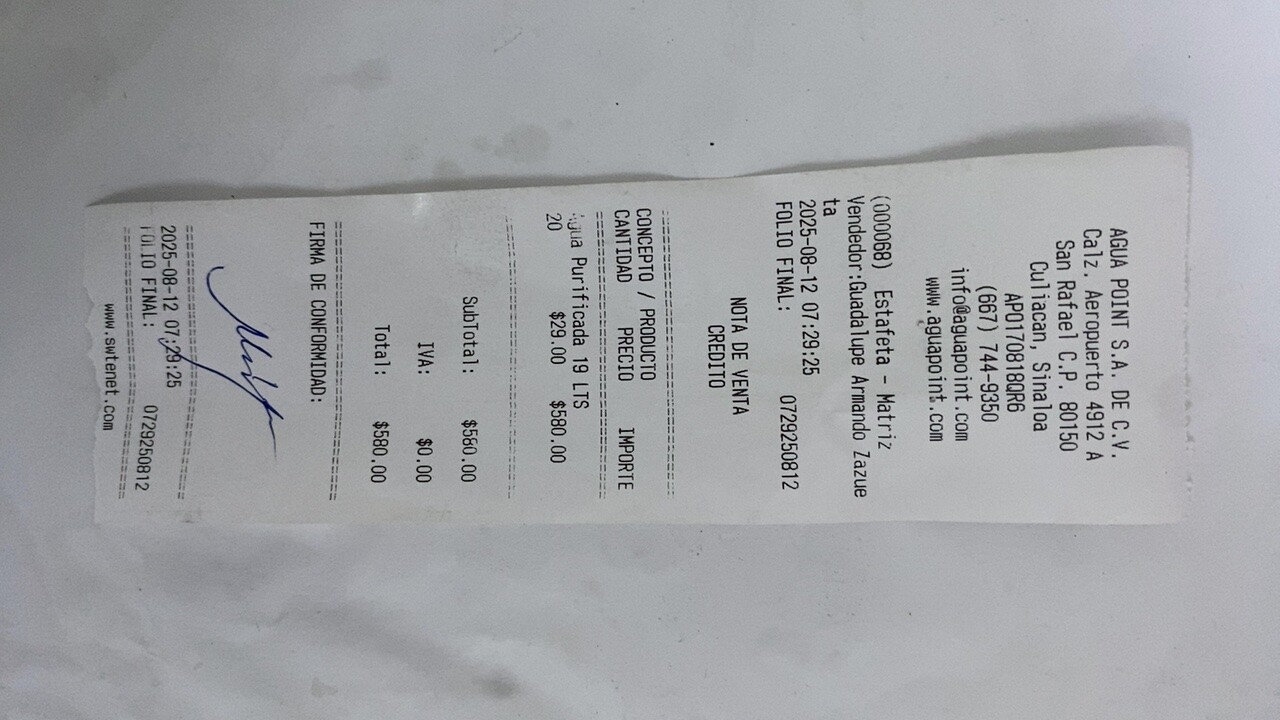 AGUA POINT S.A. DE C.V.
Calz. Aeropuerto 4912 A
San Rafael C.P. 80150
Culiacan, Sinaloa
APO170818QR6
(667) 744-9350
info@aguapoint.com
www.aguapoint.com
(000068) Estafeta - Matriz
Vendedor:Guadalupe Armando Zazue
ta
2025-08-12 07:29:25
FOLIO FINAL: 0729250812
NOTA DE VENTA
CREDITO
CONCEPTO / PRODUCTO
CANTIDAD PRECIO IMPORTE
Agua Purificada 19 LTS
20 $29.00 $580.00
SubTotal: $580.00
IVA: $0.00
Total: $580.00
FIRMA DE CONFORMIDAD:
2025-08-12 07:29:25
FOLIO FINAL: 0729250812
www.swtenet.com